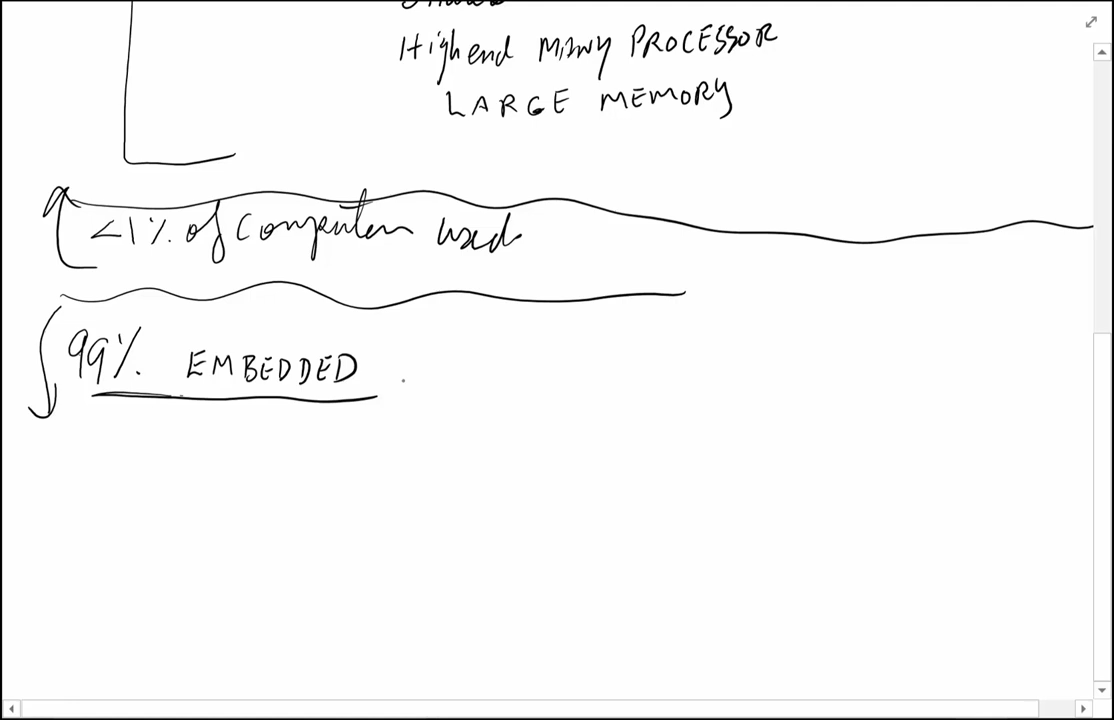 Highend MANY PROCESSOR
LARGE MEMORY
<1% of Computers used
99% EMBEDDED